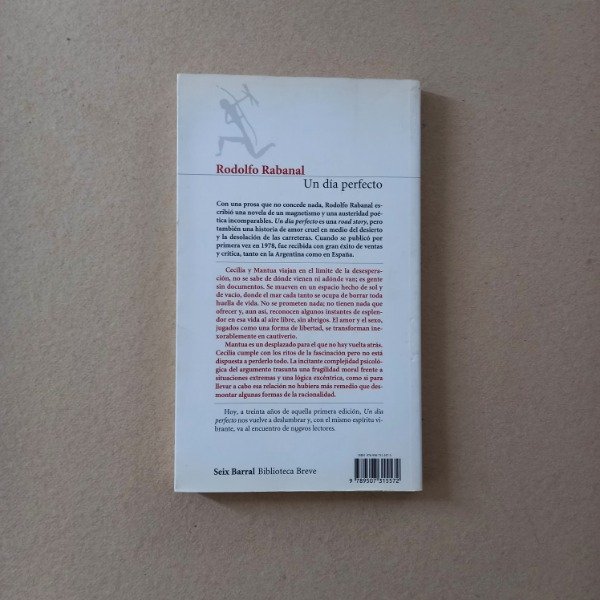 Rodolfo Rabanal
Un día perfecto
Con una prosa que no concede nada, Rodolfo Rabanal es-
cribió una novela de un magnetismo y una austeridad poé-
tica incomparables. Un día perfecto es una road story, pero
también una historia de amor cruel en medio del desierto
y la desolación de las carreteras. Cuando se publicó por
primera vez en 1978, fue recibida con gran éxito de ventas
y crítica, tanto en la Argentina como en España.
Cecilia y Mantua viajan en el límite de la desespera-
ción, no se sabe de dónde vienen ni adónde van; es gente
sin documentos. Se mueven en un espacio hecho de sol y
de vacío, donde el mar cada tanto se ocupa de borrar toda
huella de vida. No se prometen nada; no tienen nada que
ofrecer y, aun así, reconocen algunos instantes de esplen-
dor en esa vida al aire libre, sin abrigos. El amor y el sexo,
jugados como una forma de libertad, se transforman ine-
xorablemente en cautiverio.
Mantua es un desplazado para el que no hay vuelta atrás.
Cecilia cumple con los ritos de la fascinación pero no está
dispuesta a perderlo todo. La incitante complejidad psicoló-
gica del argumento trasunta una fragilidad moral frente a
situaciones extremas y una lógica excéntrica, como si para
llevar a cabo esa relación no hubiera más remedio que des-
montar algunas formas de la racionalidad.
Hoy, a treinta años de aquella primera edición, Un día
perfecto nos vuelve a deslumbrar y, con el mismo espíritu vi-
brante, va al encuentro de nuevos lectores.
Seix Barral Biblioteca Breve
9 789507 315572